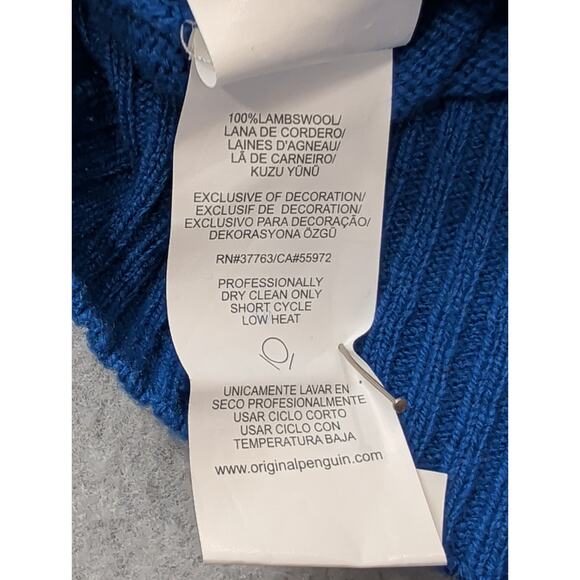 100%LAMBSWOOL/
LANA DE CORDERO/
LAINES D'AGNEAU/
LÃ DE CARNEIRO/
KUZU YÜNÜ
EXCLUSIVE OF DECORATION/
EXCLUSIF DE DECORATION/
EXCLUSIVO PARA DECORAÇÃO/
DEKORASYONA ÖZGÜ
RN#37763/CA#55972
PROFESSIONALLY
DRY CLEAN ONLY
SHORT CYCLE
LOW HEAT
UNICAMENTE LAVAR EN
SECO PROFESIONALMENTE
USAR CICLO CORTO
USAR CICLO CON
TEMPERATURA BAJA
www.originalpenguin.com